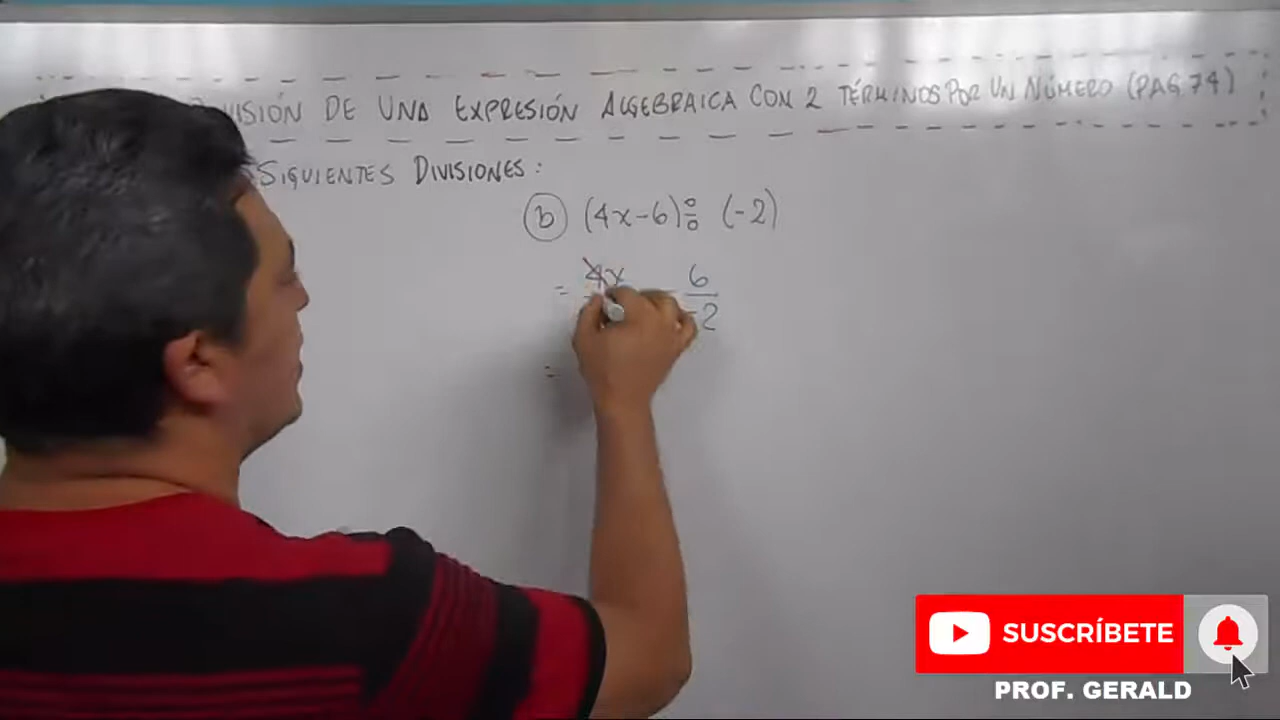 DE UNA EXPRESIÓN ALGEBRAICA CON 2 TÉRMINOS POR UN NÚMERO (PAG 74)
SIGUIENTES DIVISIONES:
b (4x-6) ÷ (-2)
= 4x - 6
-2
=
SUSCRÍBETE
PROF. GERALD